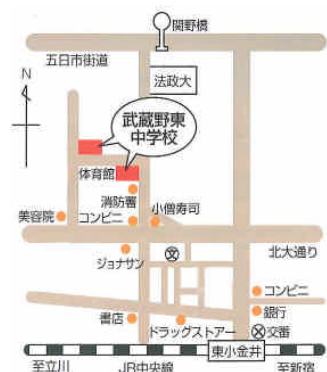 関野橋
五日市街道
N
法政大
武蔵野東
中学校
体育館
消防署
美容院
コンビニ
小僧寿司
ジョナサン
文
北大通り
コンビニ
銀行
書店
ドラッグストアー
交番
東小金井
至立川
JR中央線
至新宿